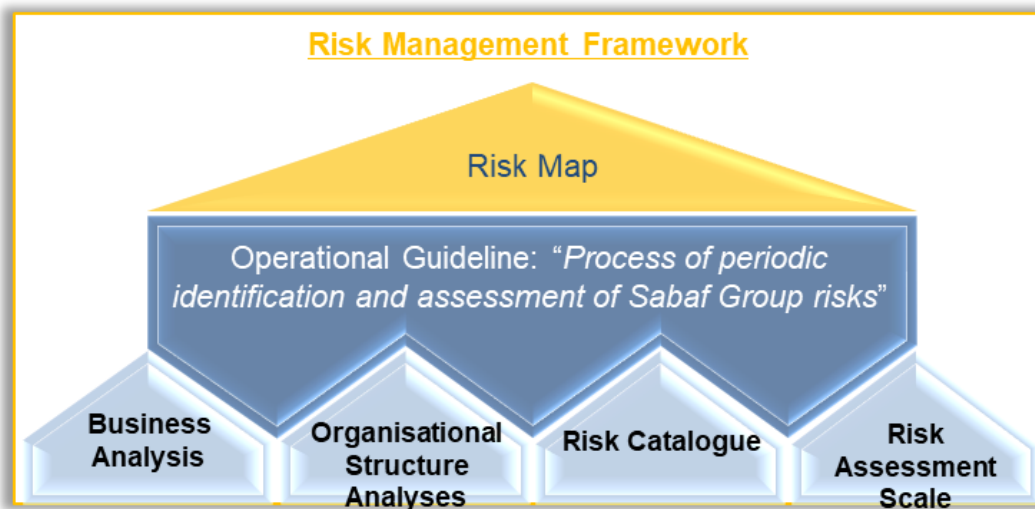 Risk Management Framework
Risk Map
Operational Guideline: “Process of periodic
identification and assessment of Sabaf Group risks”
Business
Analysis
Organisational
Structure
Analyses
Risk Catalogue
Risk
Assessment
Scale